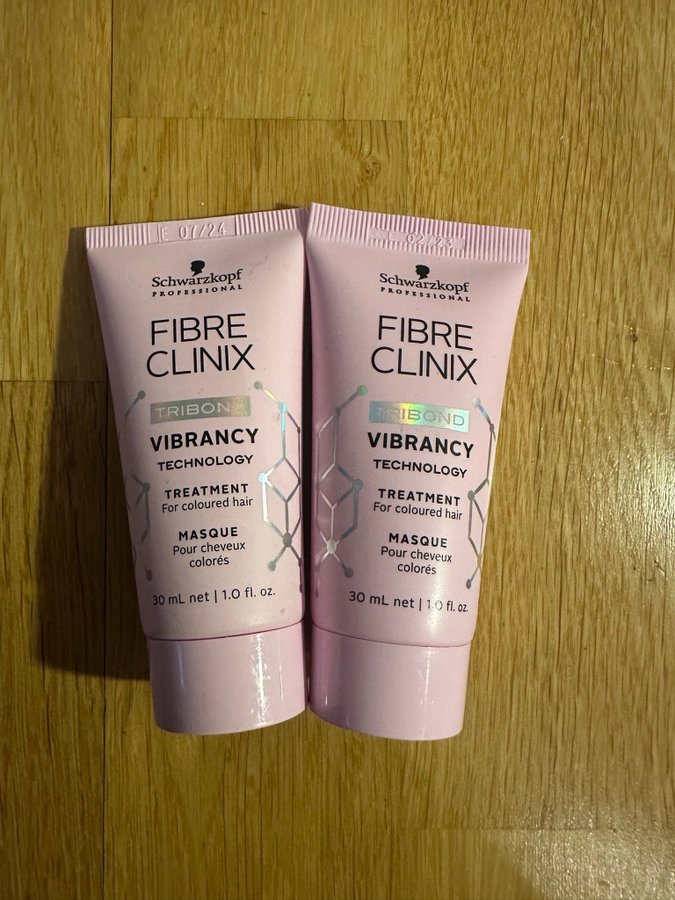 E 07/24
Schwarzkopf
PROFESSIONAL
FIBRE
CLINIX
TRIBOND
VIBRANCY
TECHNOLOGY
TREATMENT
For coloured hair
MASQUE
Pour cheveux
colorés
30 mL net | 1.0 fl. oz.
E 02/23
Schwarzkopf
PROFESSIONAL
FIBRE
CLINIX
TRIBOND
VIBRANCY
TECHNOLOGY
TREATMENT
For coloured hair
MASQUE
Pour cheveux
colorés
30 mL net | 1.0 fl. oz.